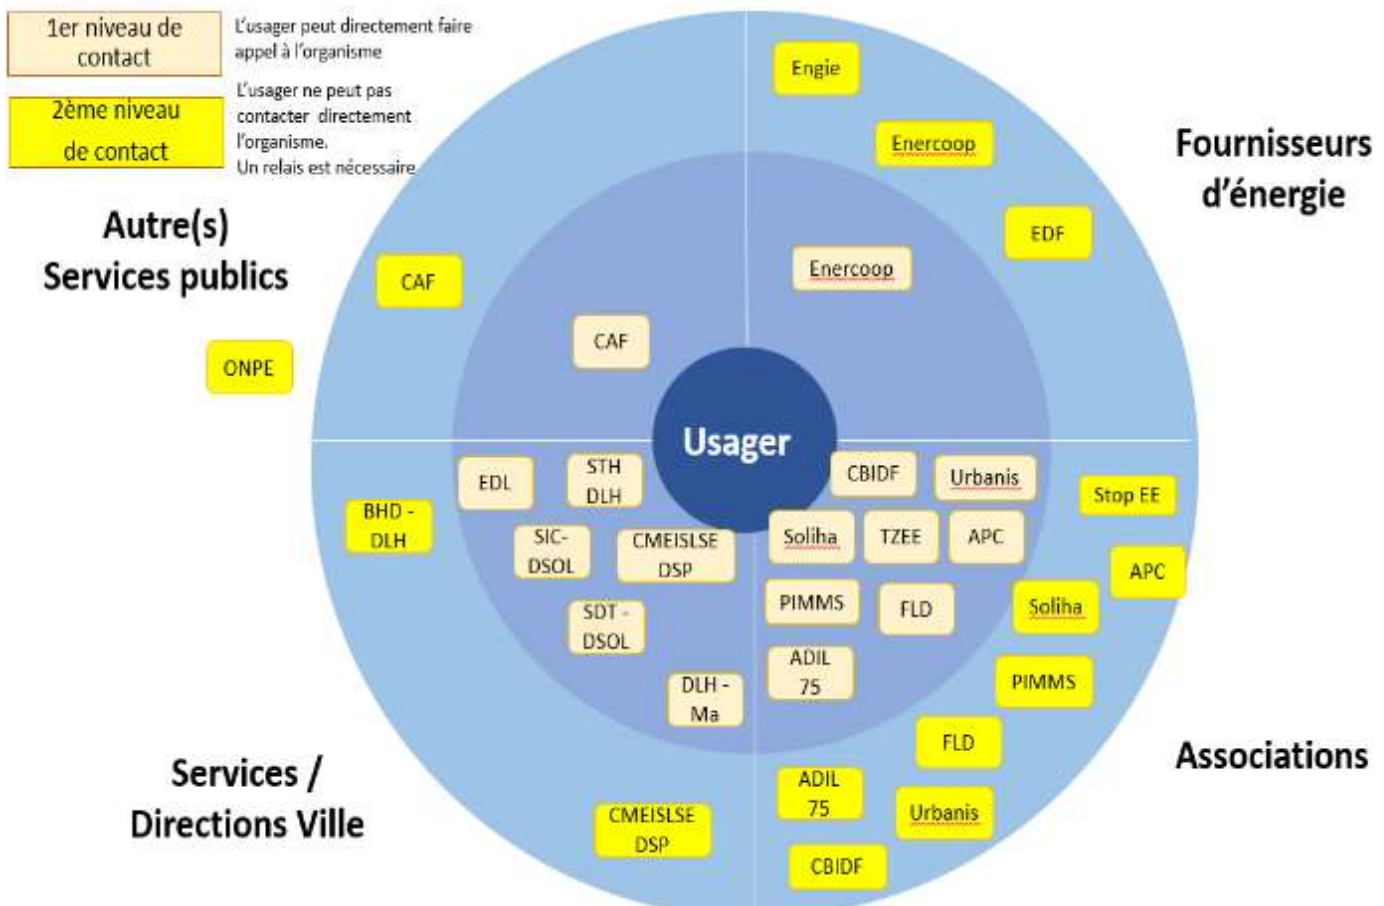 1er niveau de
contact
L'usager peut directement faire
appel à l'organisme
2ème niveau
de contact
L'usager ne peut pas
contacter directement
l'organisme.
Un relais est nécessaire
Autre(s)
Services publics
Fournisseurs
d'énergie
Engie
Enercoop
EDF
Enercoop
CAF
CAF
ONPE
Usager
EDL
STH
DLH
BHD -
DLH
SIC-
DSOL
CMEISLSE
DSP
SDT -
DSOL
DLH -
Ma
CMEISLSE
DSP
Services /
Directions Ville
CBIDF
Urbanis
Stop EE
Soliha
TZEE
APC
APC
PIMMS
FLD
Soliha
ADIL
75
PIMMS
FLD
ADIL
75
Urbanis
CBIDF
Associations